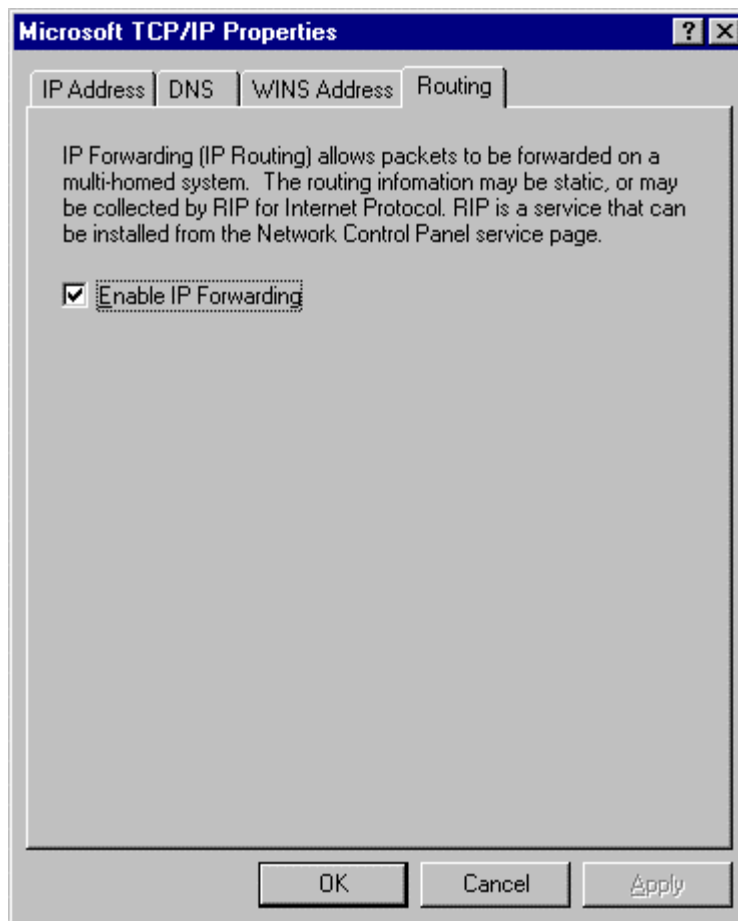 Microsoft TCP/IP Properties
IP Address
DNS
WINS Address
Routing
IP Forwarding (IP Routing) allows packets to be forwarded on a
multi-homed system.  The routing infomation may be static, or may
be collected by RIP for Internet Protocol. RIP is a service that can
be installed from the Network Control Panel service page.
Enable IP Forwarding
OK
Cancel
Apply